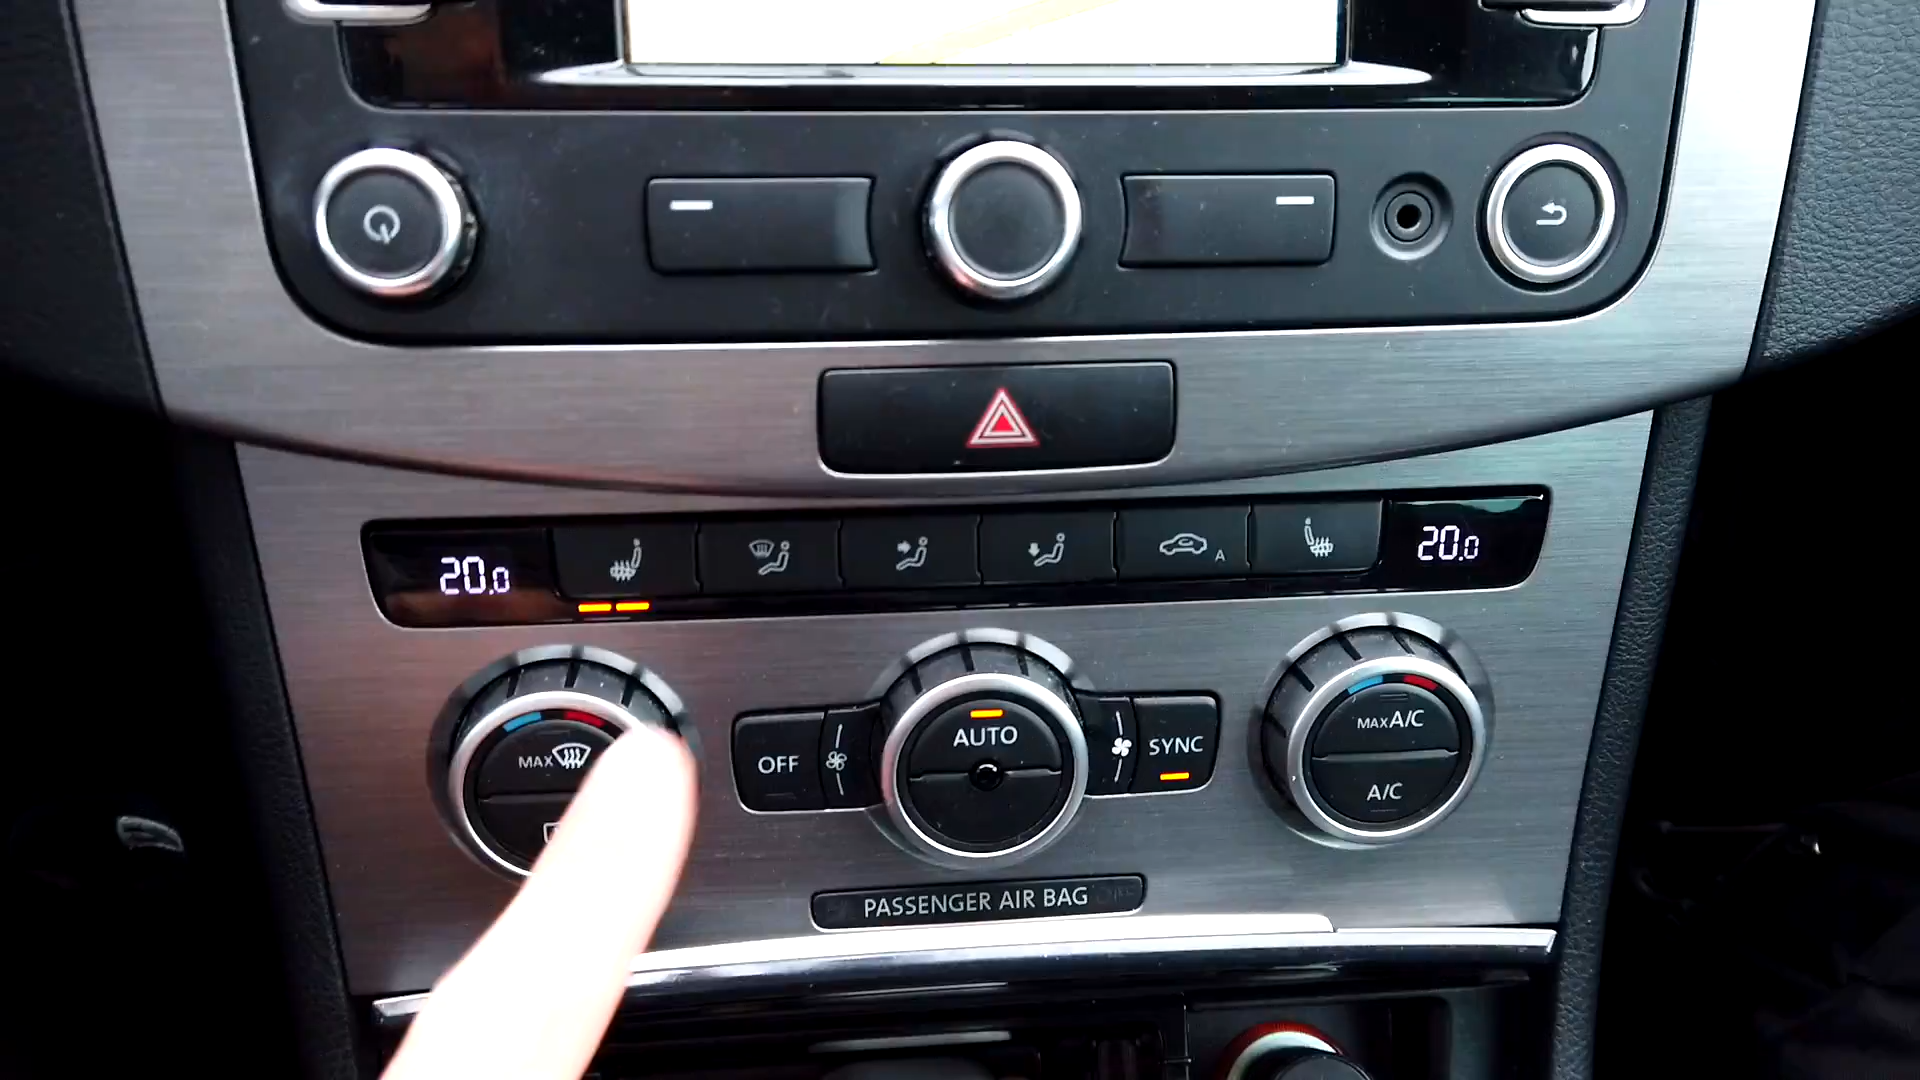 20.0
A
20.0
MAX
OFF
AUTO
SYNC
MAX A/C
A/C
PASSENGER AIR BAG